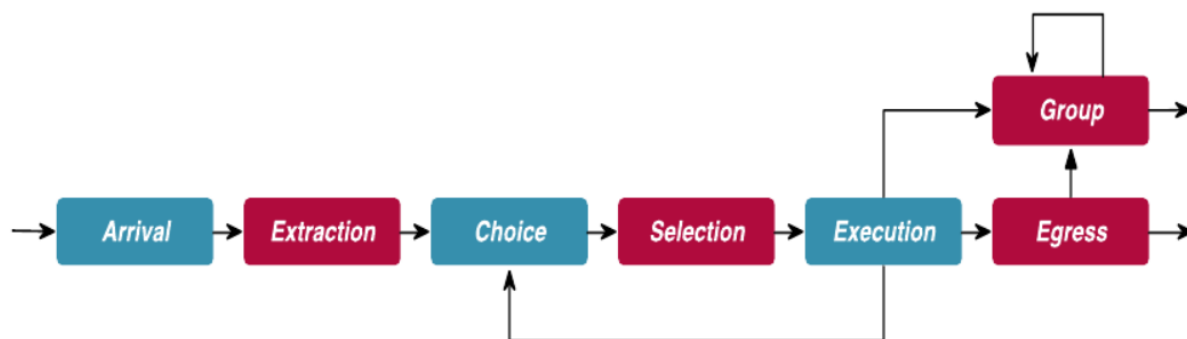 Group
Arrival
Extraction
Choice
Selection
Execution
Egress